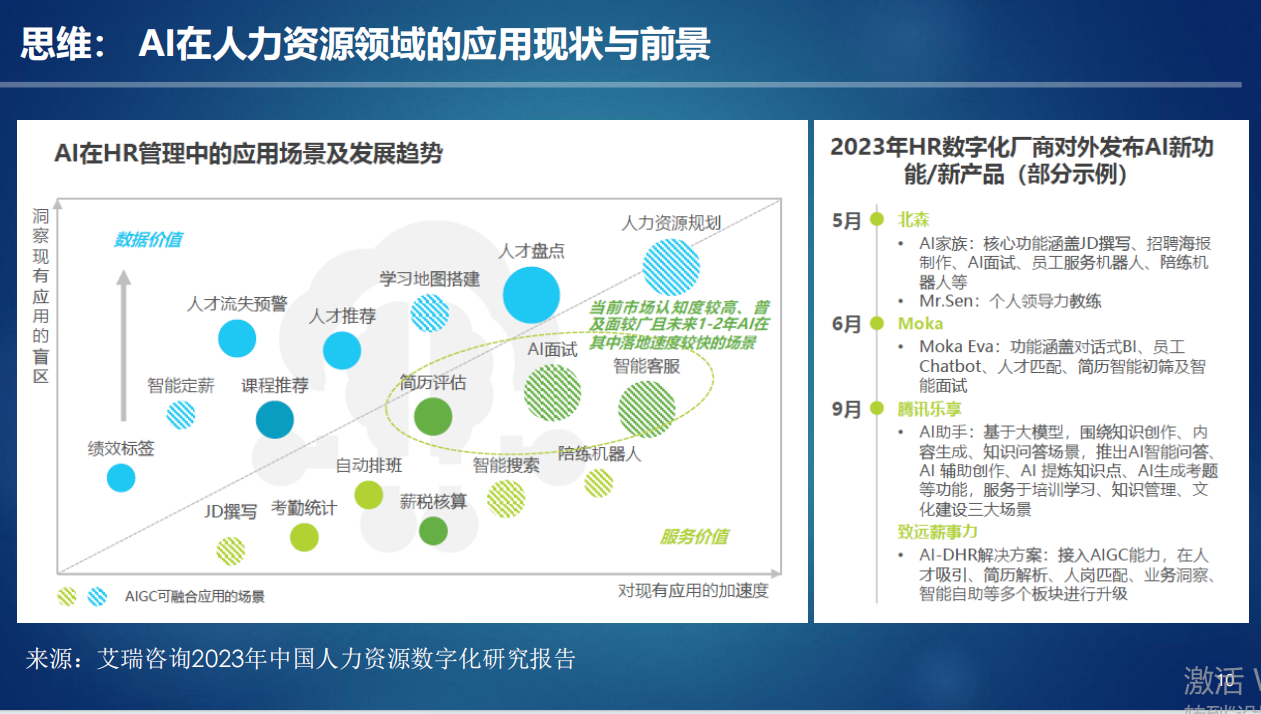 思维： AI在人力资源领域的应用现状与前景
AI在HR管理中的应用场景及发展趋势
洞察现有应用的盲区
数据价值
人力资源规划
人才盘点
学习地图搭建
人才流失预警
人才推荐
当前市场认知度较高、普
及面较广且未来1-2年AI在
其中落地速度较快的场景
AI面试
智能客服
智能定薪
课程推荐
简历评估
绩效标签
自动排班
智能搜索
陪练机器人
JD撰写
考勤统计
薪税核算
服务价值
对现有应用的加速度
AIGC可融合应用的场景
2023年HR数字化厂商对外发布AI新功
能/新产品（部分示例）
5月
北森
• AI家族：核心功能涵盖JD撰写、招聘海报
制作、AI面试、员工服务机器人、陪练机
器人等
• Mr.Sen：个人领导力教练
6月
Moka
• Moka Eva：功能涵盖对话式BI、员工
Chatbot、人才匹配、简历智能初筛及智
能面试
9月
腾讯乐享
• AI助手：基于大模型，围绕知识创作、内
容生成、知识问答场景，推出AI智能问答、
AI 辅助创作、AI 提炼知识点、AI生成考题
等功能，服务于培训学习、知识管理、文
化建设三大场景
致远薪事力
• AI-DHR解决方案：接入AIGC能力，在人
才吸引、简历解析、人岗匹配、业务洞察、
智能自助等多个板块进行升级
来源：艾瑞咨询2023年中国人力资源数字化研究报告
激活
10